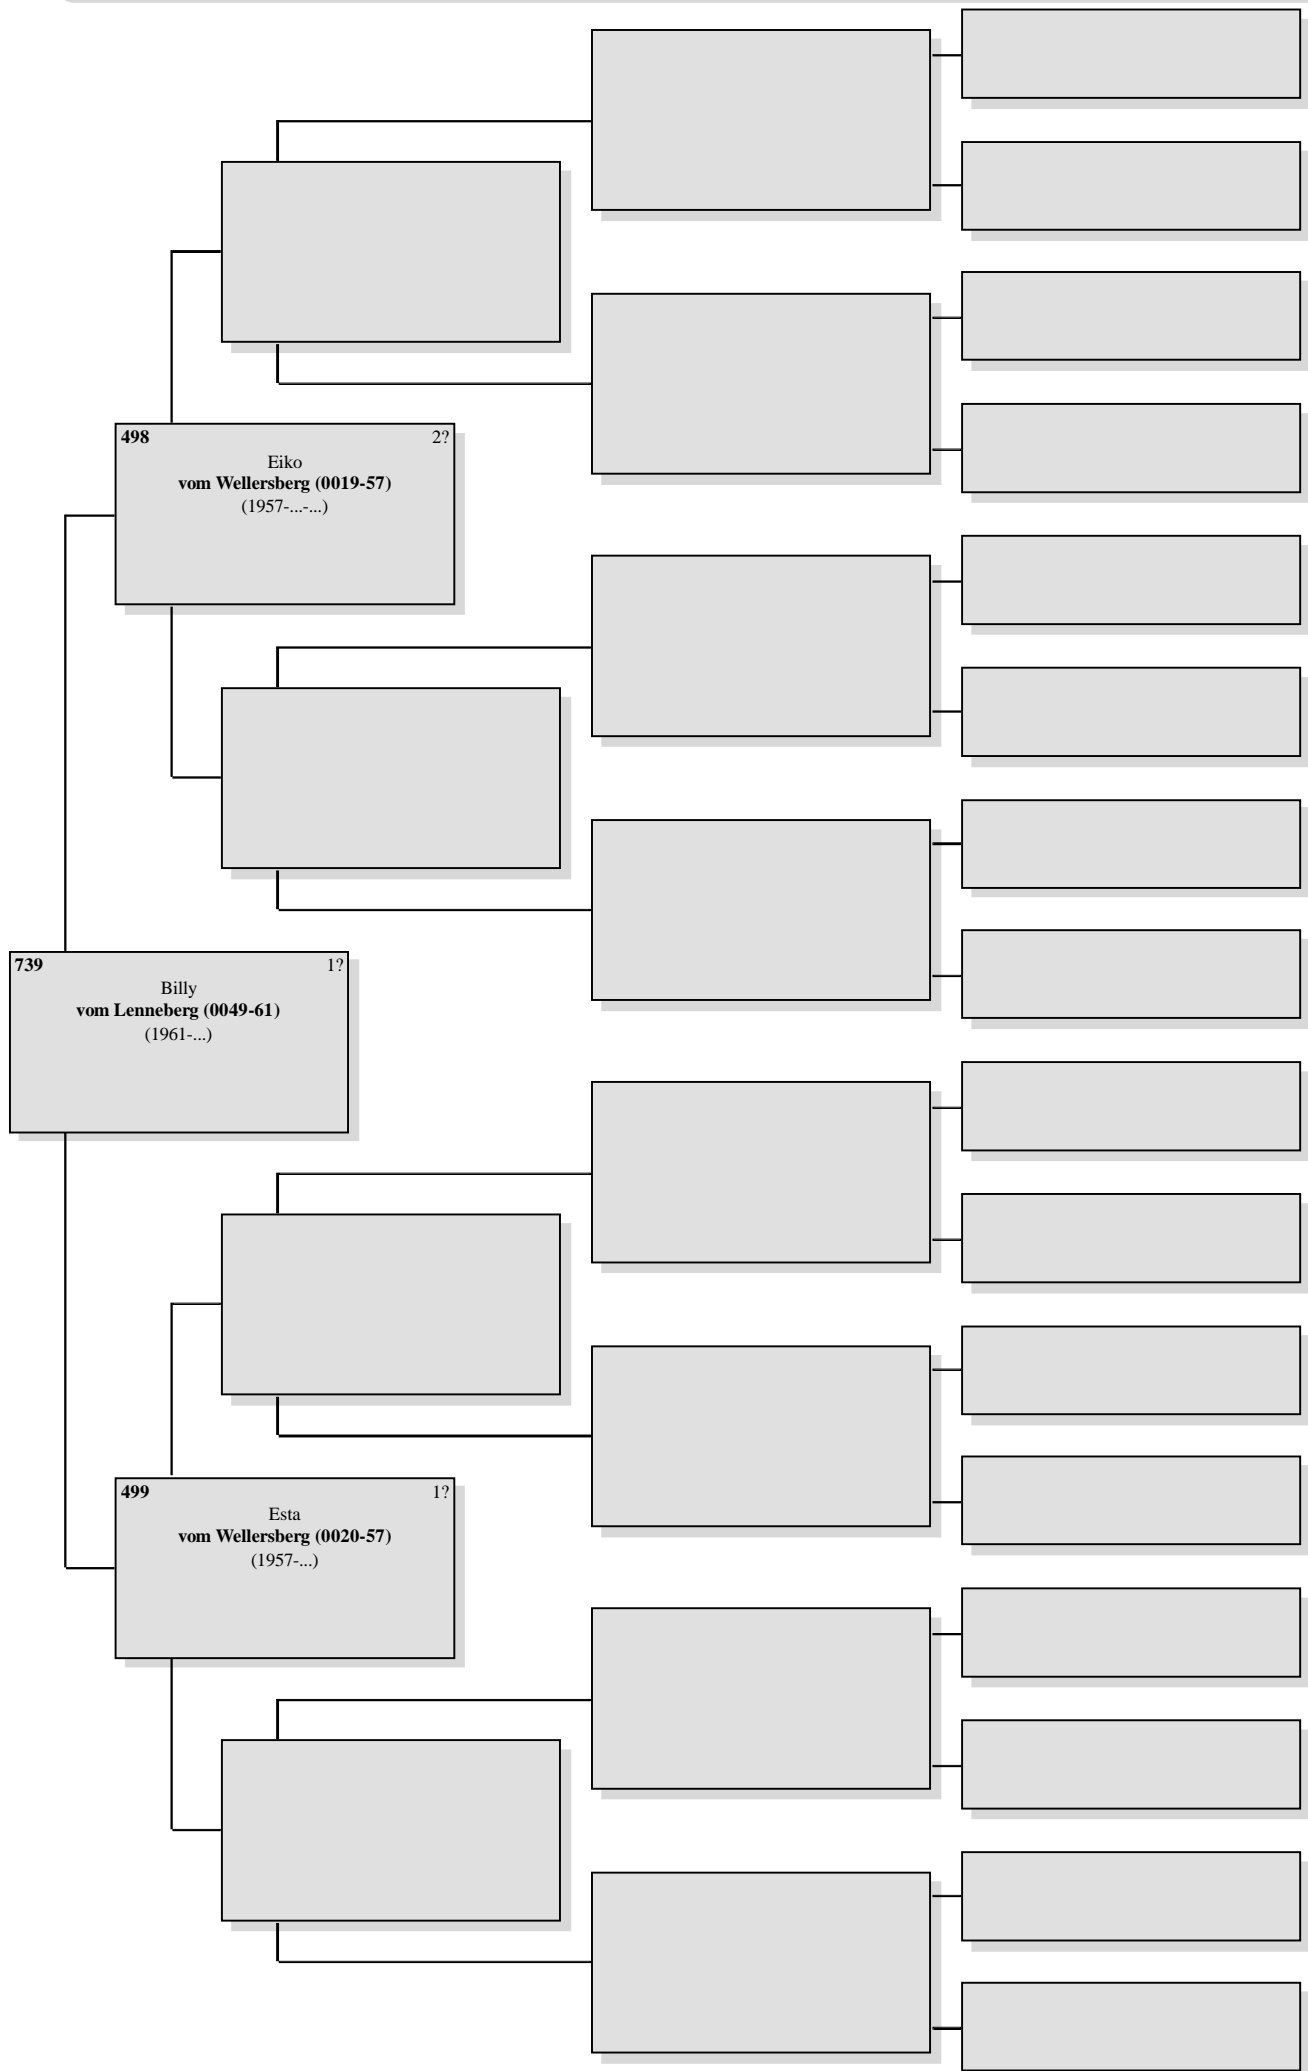 498 2?
Eiko
vom Wellersberg (0019-57)
(1957-...-...)
739 1?
Billy
vom Lenneberg (0049-61)
(1961-...)
499 1?
Esta
vom Wellersberg (0020-57)
(1957-...)